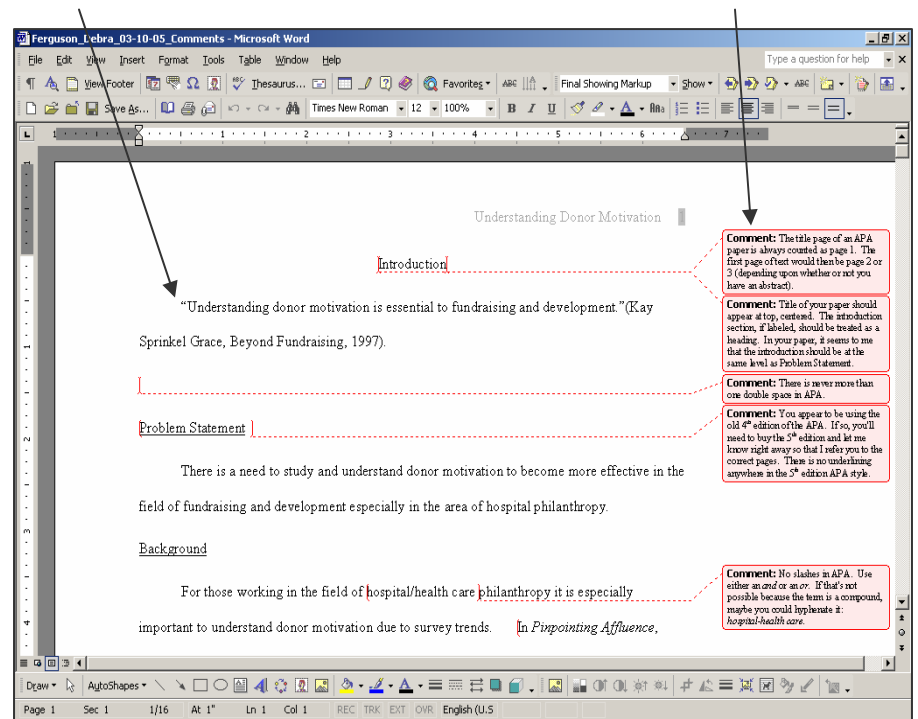 Ferguson_Debra_03-10-05_Comments - Microsoft Word
File Edit View Insert Format Tools Table Window Help
Type a question for help
View Footer Thesaurus... Favorites ABC Final Showing Markup Show ABC
Save As... Times New Roman 12 100% B I U
1 1 2 3 4 5 6 7
Understanding Donor Motivation 1
Introduction
"Understanding donor motivation is essential to fundraising and development."(Kay
Sprinkel Grace, Beyond Fundraising, 1997).
Problem Statement
There is a need to study and understand donor motivation to become more effective in the
field of fundraising and development especially in the area of hospital philanthropy.
Background
For those working in the field of hospital/health care philanthropy it is especially
important to understand donor motivation due to survey trends. In Pinpointing Affluence,
Comment: The title page of an APA
paper is always counted as page 1. The
first page of text would then be page 2 or
3 (depending upon whether or not you
have an abstract).
Comment: Title of your paper should
appear at top, centered. The introduction
section, if labeled, should be treated as a
heading. In your paper, it seems to me
that the introduction should be at the
same level as Problem Statement.
Comment: There is never more than
one double space in APA.
Comment: You appear to be using the
old 4th edition of the APA. If so, you'll
need to buy the 5th edition and let me
know right away so that I refer you to the
correct pages. There is no underlining
anywhere in the 5th edition APA style.
Comment: No slashes in APA. Use
either an and or an or. If that's not
possible because the term is a compound,
maybe you could hyphenate it:
hospital-health care.
Draw AutoShapes
Page 1 Sec 1 1/16 At 1" Ln 1 Col 1 REC TRK EXT OVR English (U.S